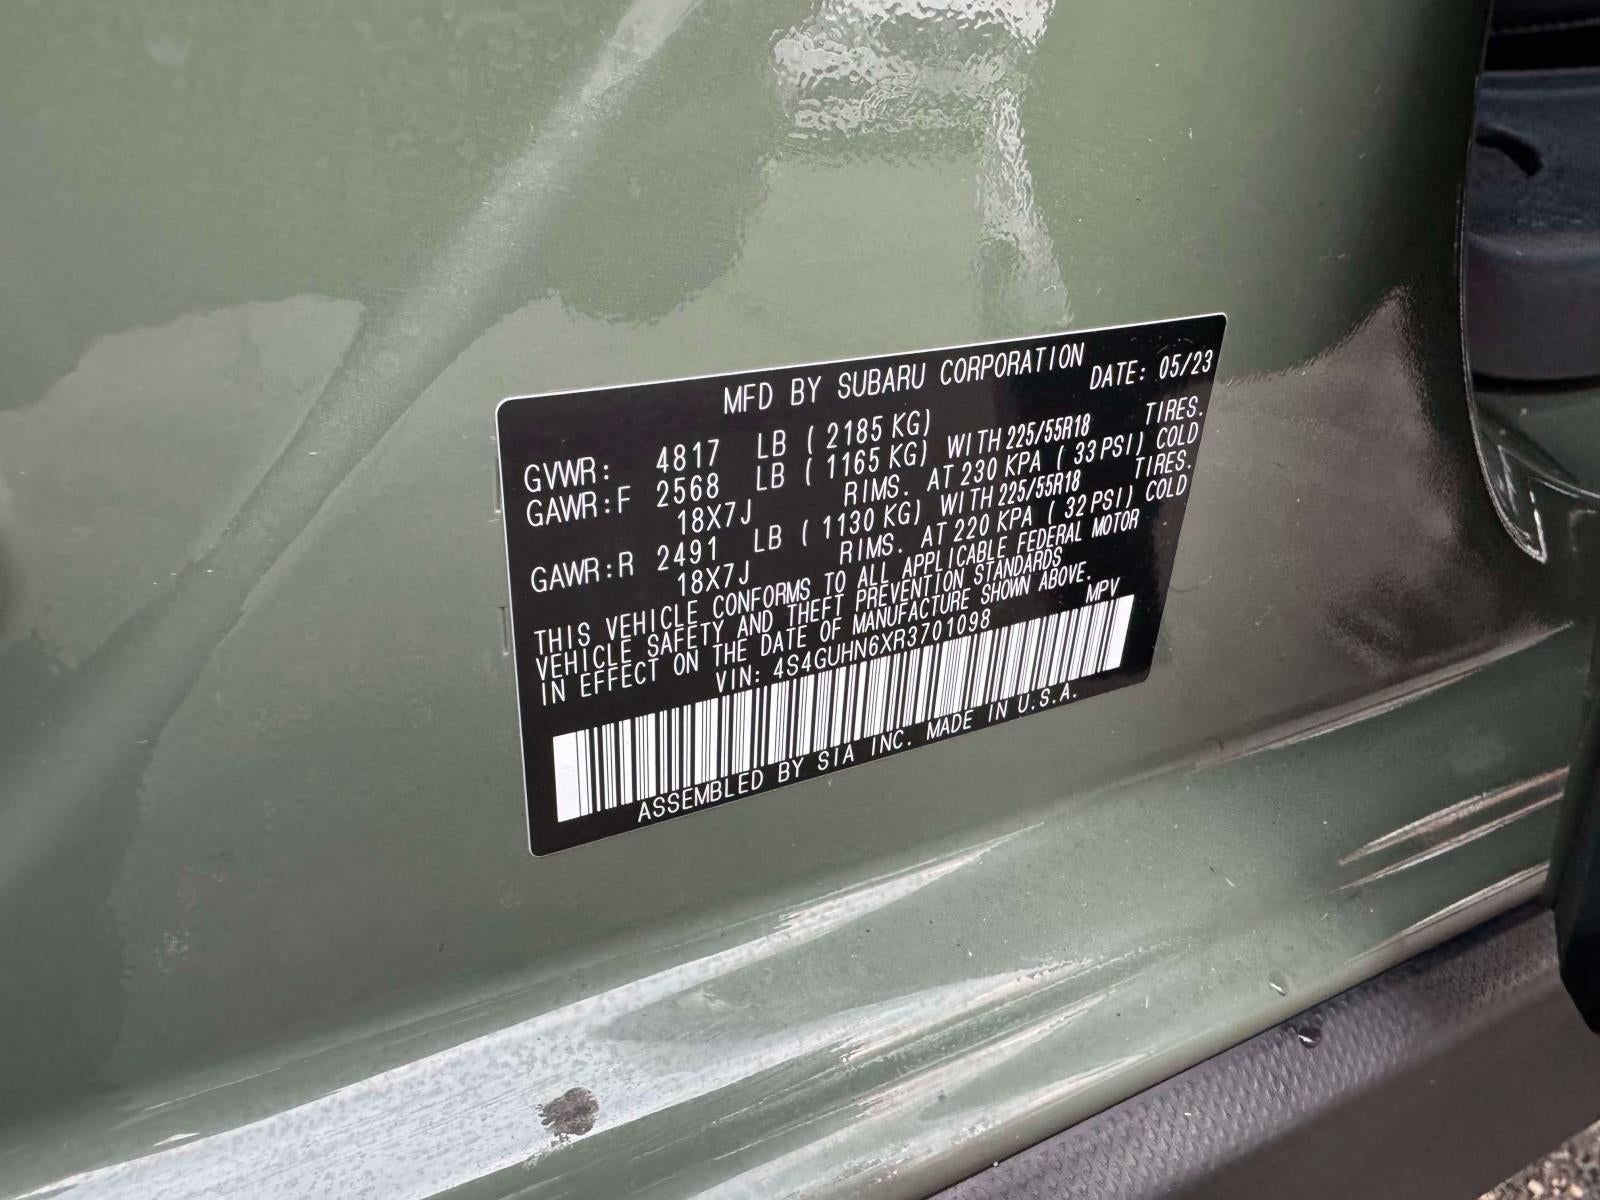 MFD BY SUBARU CORPORATION
DATE: 05/23
GVWR: 4817 LB ( 2185 KG)
GAWR:F 2568 LB ( 1165 KG) WITH 225/55R18 TIRES.
18X7J RIMS. AT 230 KPA ( 33 PSI) COLD
GAWR:R 2491 LB ( 1130 KG) WITH 225/55R18 TIRES.
18X7J RIMS. AT 220 KPA ( 32 PSI) COLD
THIS VEHICLE CONFORMS TO ALL APPLICABLE FEDERAL MOTOR
VEHICLE SAFETY AND THEFT PREVENTION STANDARDS
IN EFFECT ON THE DATE OF MANUFACTURE SHOWN ABOVE.
VIN: 4S4GUHN6XR3701098 MPV
ASSEMBLED BY SIA INC. MADE IN U.S.A.